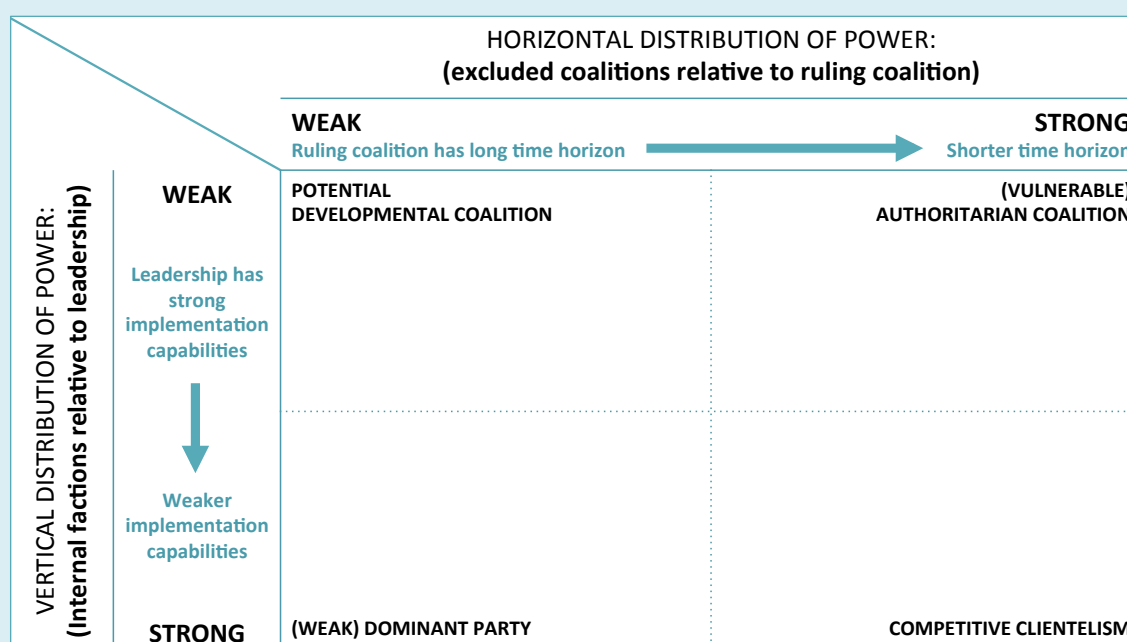 HORIZONTAL DISTRIBUTION OF POWER:
(excluded coalitions relative to ruling coalition)
WEAK
STRONG
Ruling coalition has long time horizon
Shorter time horizon
VERTICAL DISTRIBUTION OF POWER:
(Internal factions relative to leadership)
WEAK
Leadership has
strong
implementation
capabilities
Weaker
implementation
capabilities
STRONG
POTENTIAL
DEVELOPMENTAL COALITION
(VULNERABLE)
AUTHORITARIAN COALITION
(WEAK) DOMINANT PARTY
COMPETITIVE CLIENTELISM